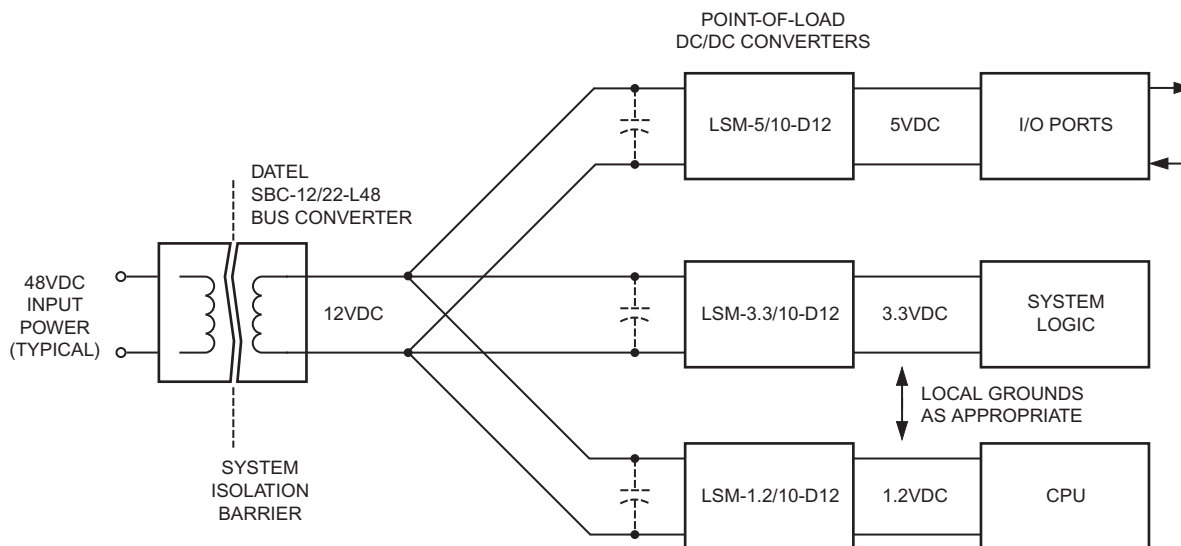 POINT-OF-LOAD
DC/DC CONVERTERS
LSM-5/10-D12
5VDC
I/O PORTS
DATEL
SBC-12/22-L48
BUS CONVERTER
48VDC
INPUT
POWER
(TYPICAL)
12VDC
LSM-3.3/10-D12
3.3VDC
SYSTEM
LOGIC
LOCAL GROUNDS
AS APPROPRIATE
SYSTEM
ISOLATION
BARRIER
LSM-1.2/10-D12
1.2VDC
CPU